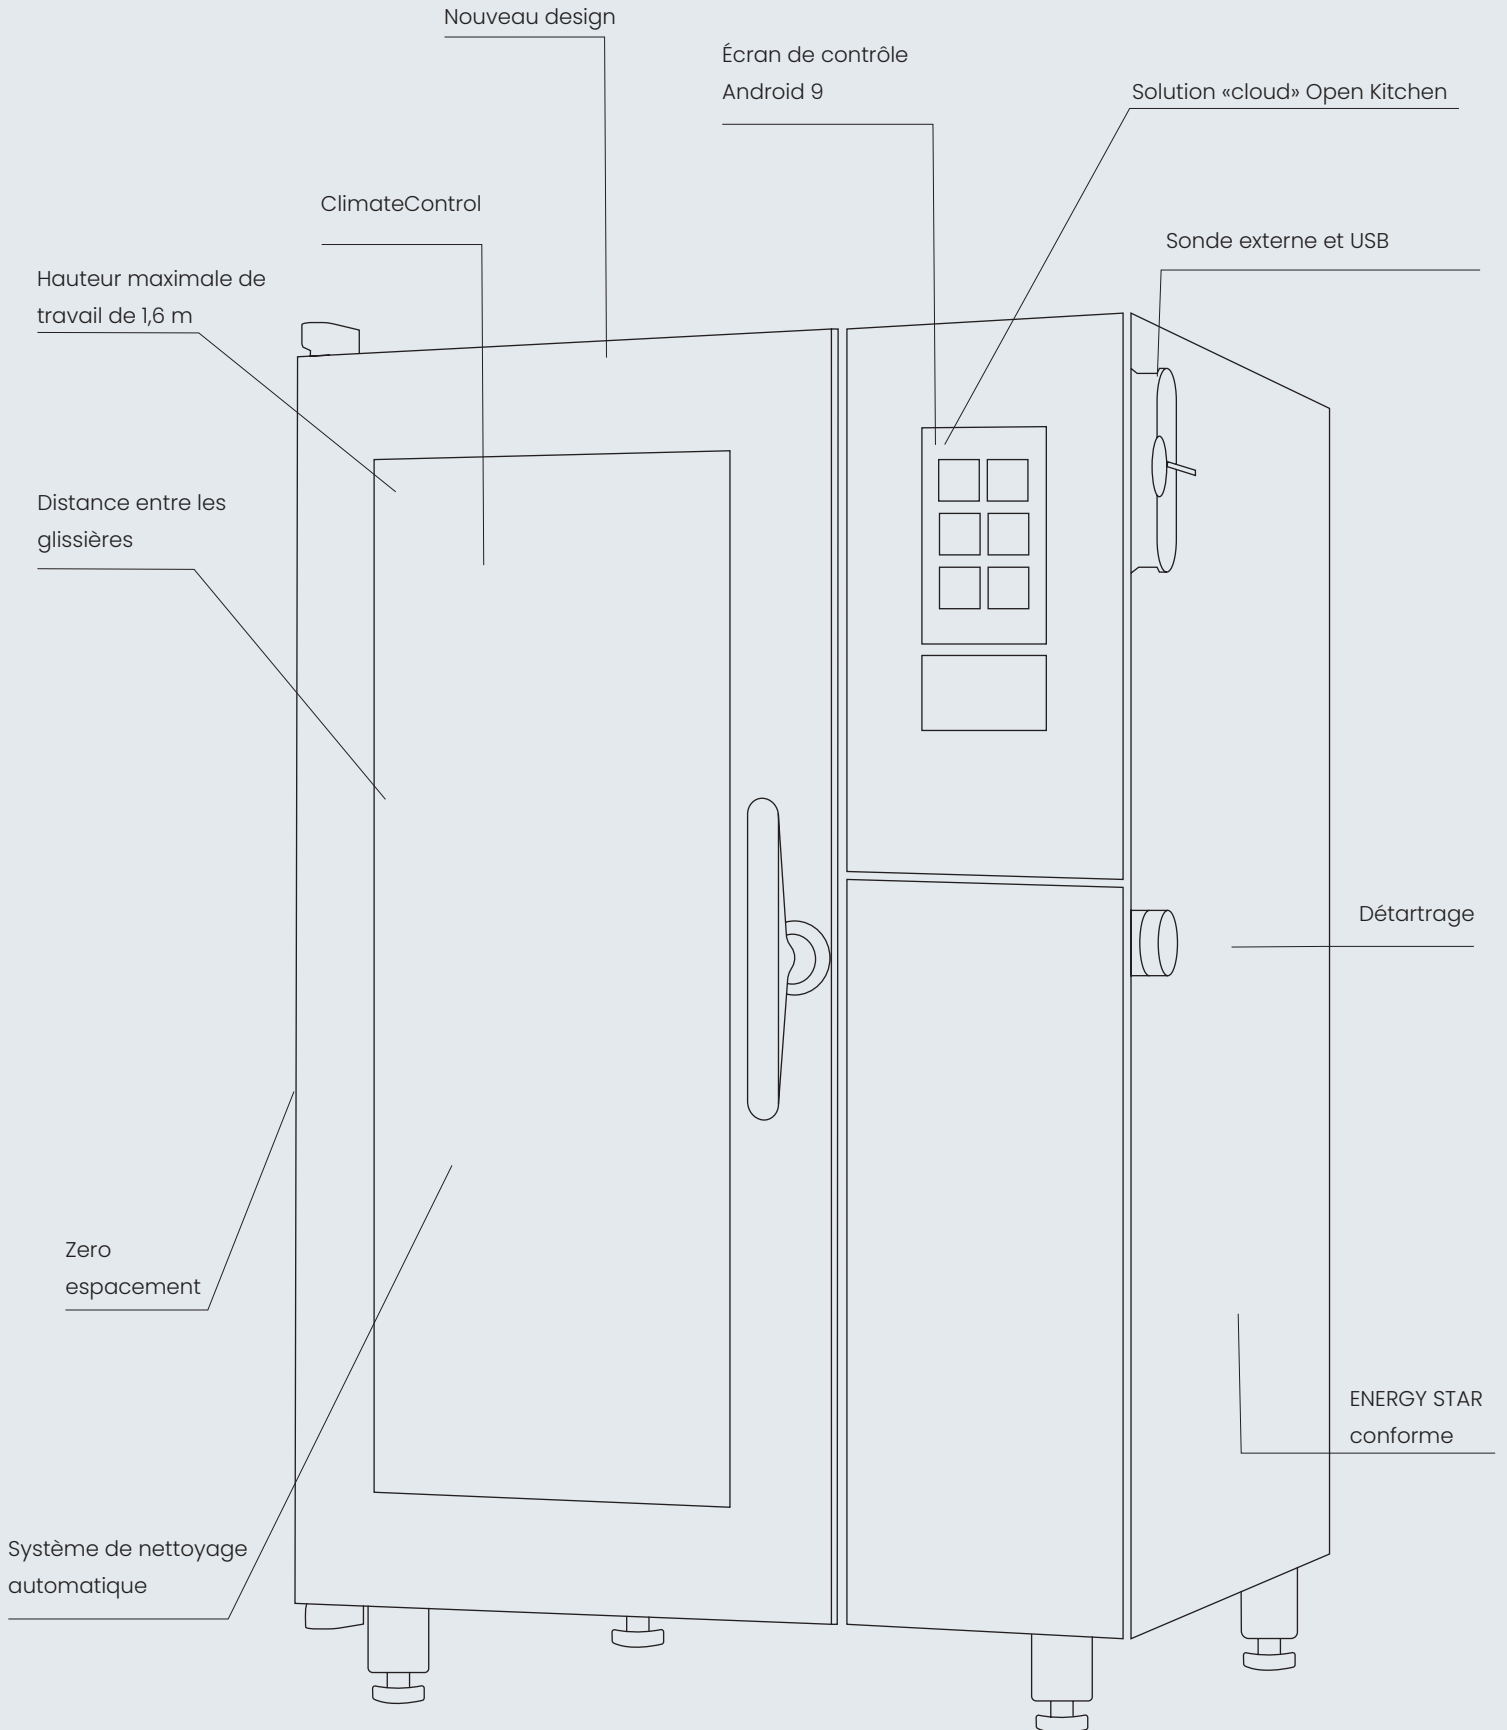 Nouveau design
Écran de contrôle
Android 9
Solution «cloud» Open Kitchen
ClimateControl
Sonde externe et USB
Hauteur maximale de
travail de 1,6 m
Distance entre les
glissières
Détartrage
Zero
espacement
ENERGY STAR
conforme
Système de nettoyage
automatique